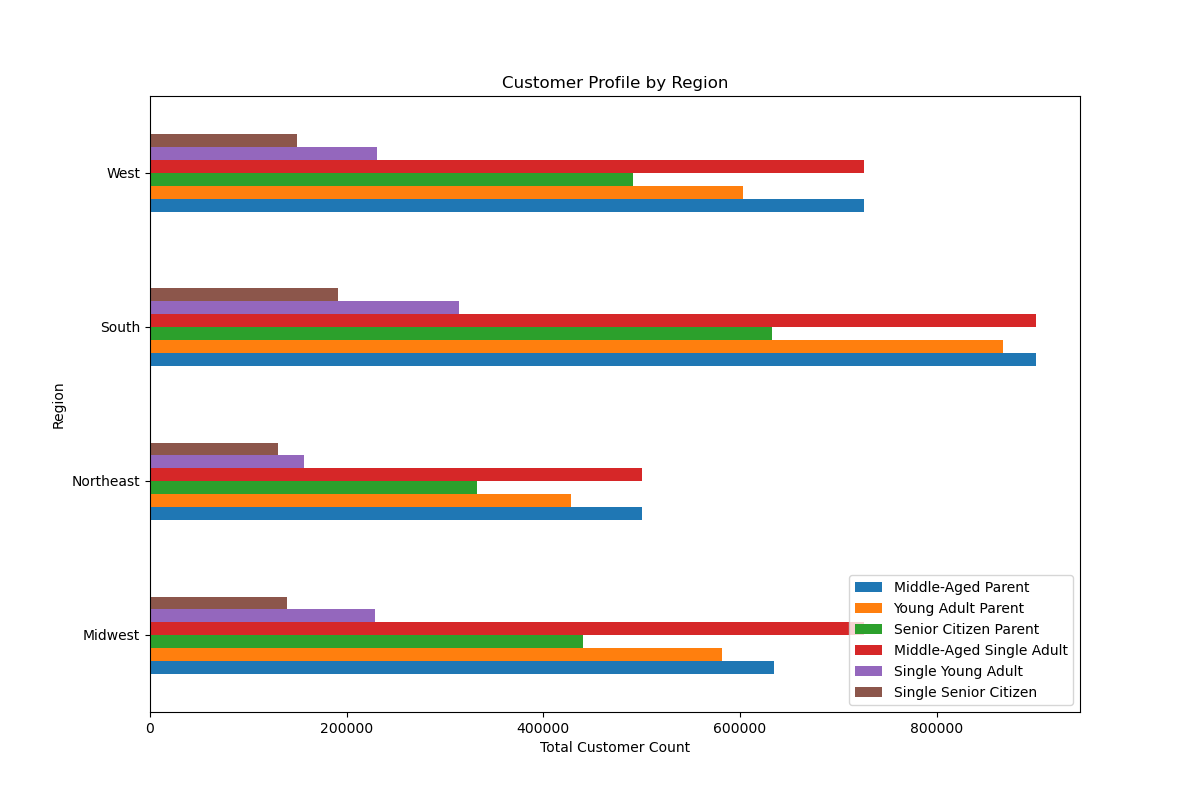 Customer Profile by Region
West
South
Northeast
Midwest
Region
0
200000
400000
600000
800000
Total Customer Count
Middle-Aged Parent
Young Adult Parent
Senior Citizen Parent
Middle-Aged Single Adult
Single Young Adult
Single Senior Citizen